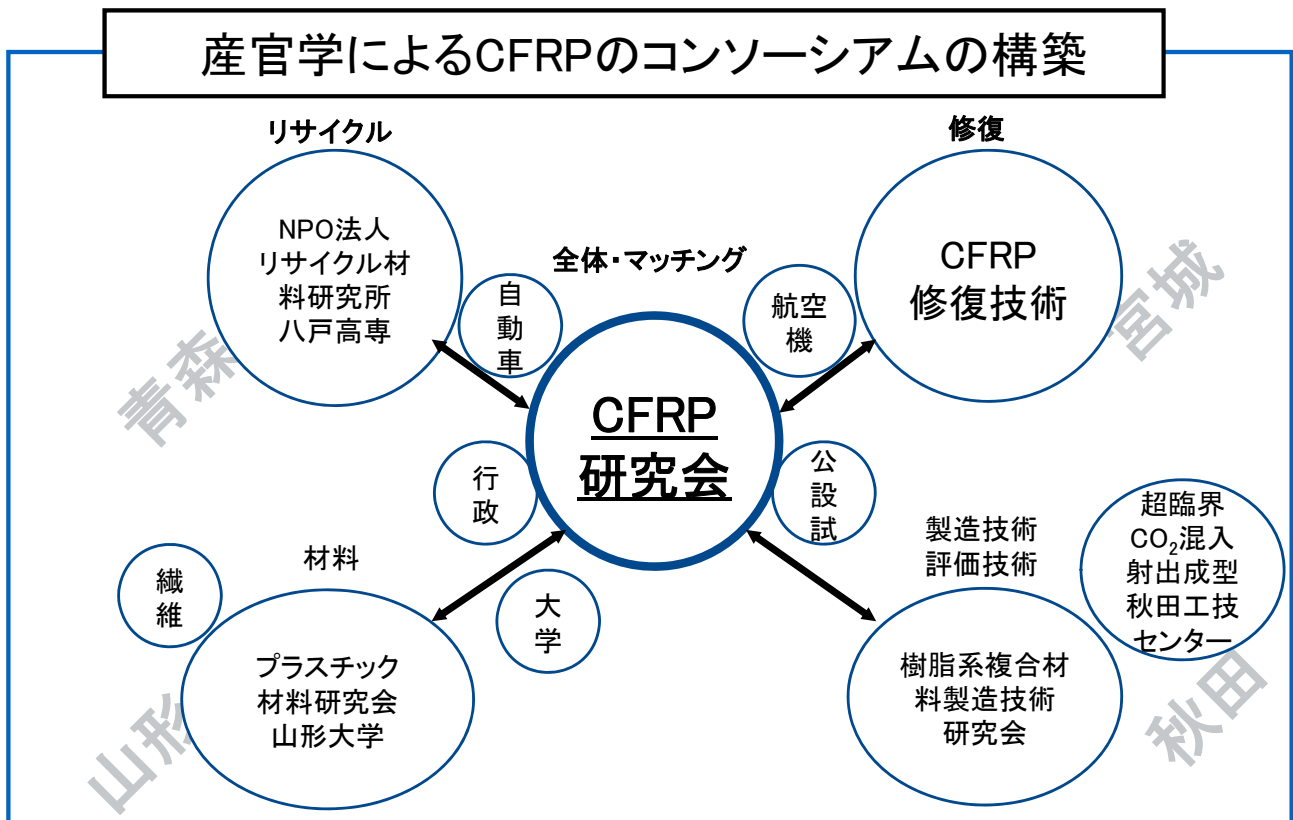 産官学によるCFRPのコンソーシアムの構築
リサイクル
NPO法人
リサイクル材
料研究所
八戸高専
青森
自
動
車
全体・マッチング
航空
機
修復
CFRP
修復技術
宮城
CFRP
研究会
行
政
公
設
試
大
学
材料
繊
維
プラスチック
材料研究会
山形大学
山形
製造技術
評価技術
樹脂系複合材
料製造技術
研究会
超臨界
CO₂混入
射出成型
秋田工技
センター
秋田